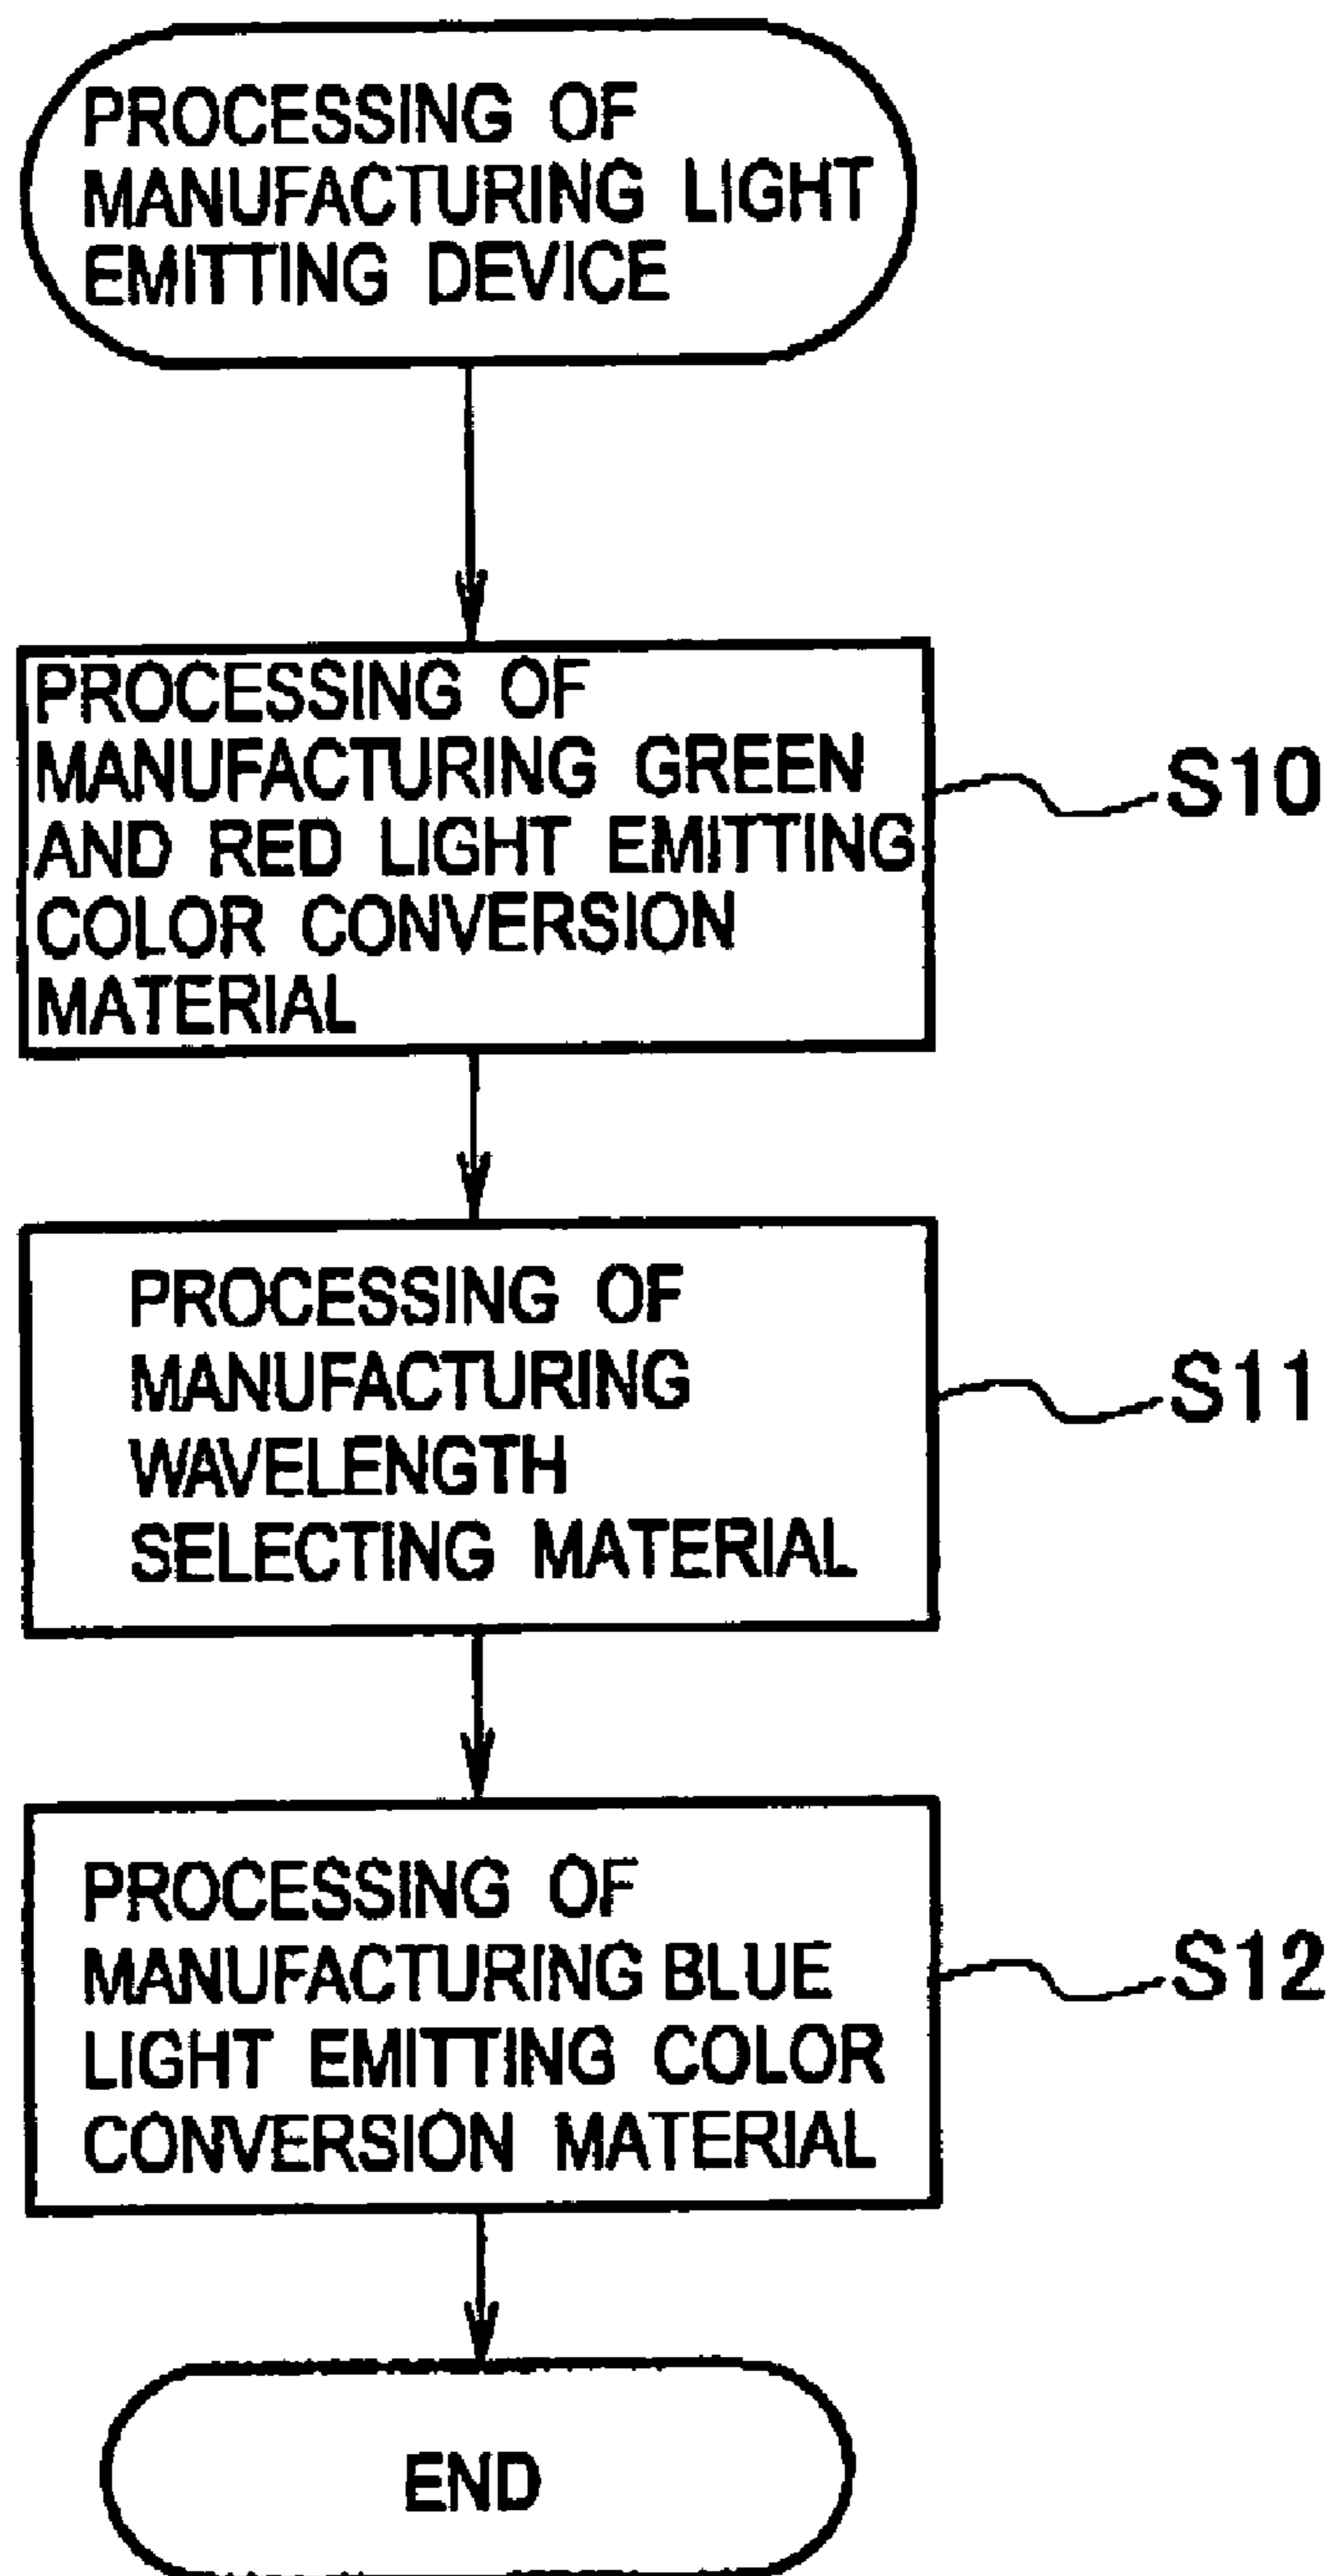 PROCESSING OF
MANUFACTURING LIGHT
EMITTING DEVICE
PROCESSING OF
MANUFACTURING GREEN
AND RED LIGHT EMITTING
COLOR CONVERSION
MATERIAL
S10
PROCESSING OF
MANUFACTURING
WAVELENGTH
SELECTING MATERIAL
S11
PROCESSING OF
MANUFACTURING BLUE
LIGHT EMITTING COLOR
CONVERSION MATERIAL
S12
END